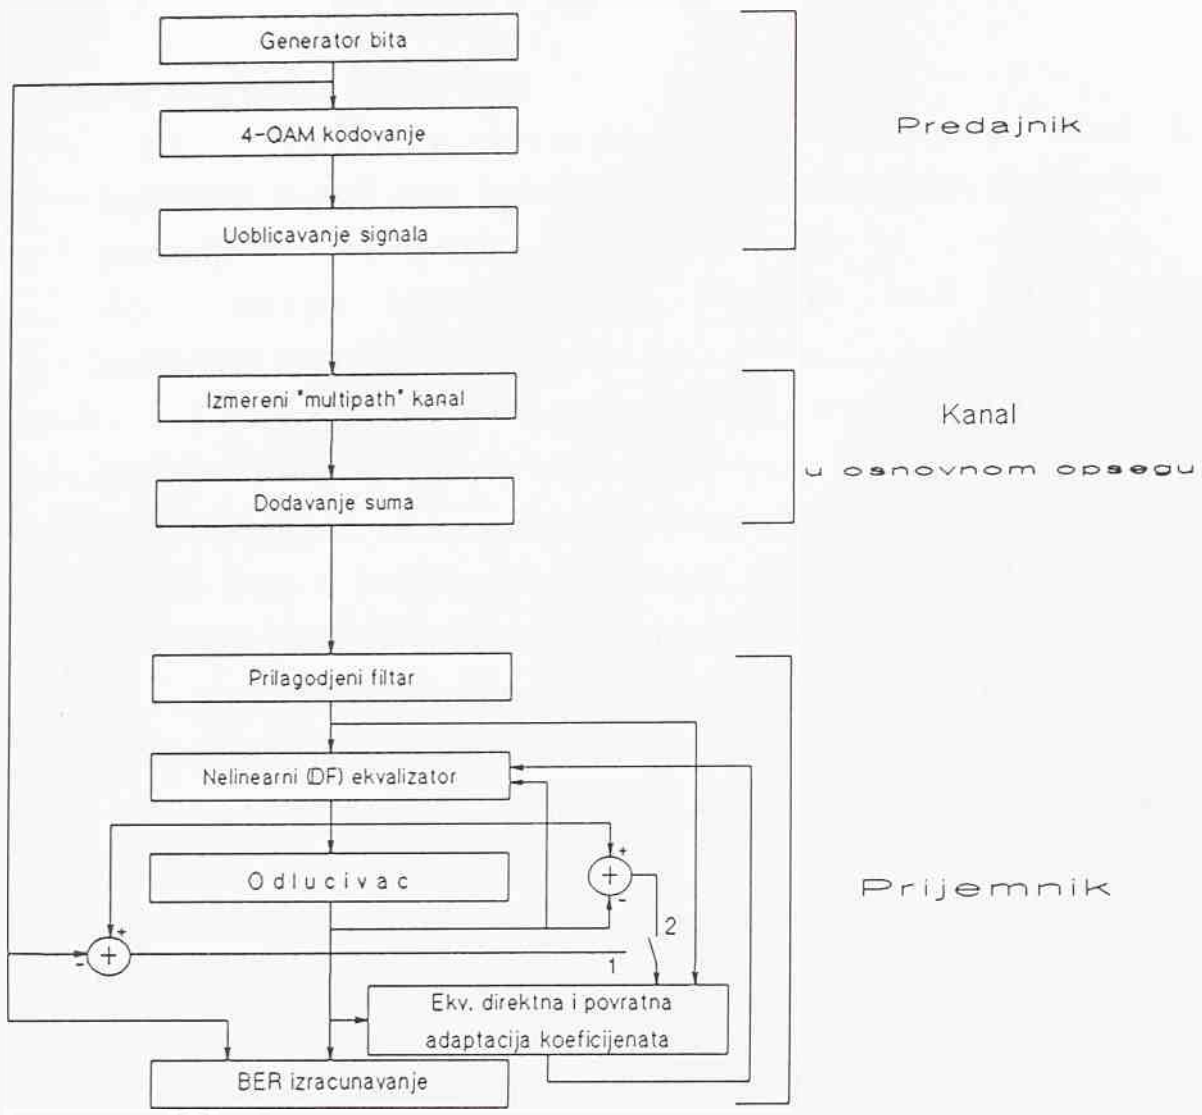 Generator bita
4-QAM kodovanje
Predajnik
Uoblicavanje signala
Izmereni "multipath" kanal
Kanal
u osnovnom opsegu
Dodavanje suma
Prilagodjeni filtar
Nelinearni (DF) ekvalizator
+
+
Odlucivac
+
-
Prijemnik
2
+
-
+
1
Ekv. direktna i povratna
adaptacija koeficijenata
BER izracunavanje